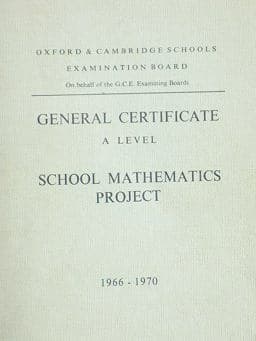 OXFORD & CAMBRIDGE SCHOOLS
EXAMINATION BOARD
On behalf of the G.C.E. Examining Boards
GENERAL CERTIFICATE
A LEVEL
SCHOOL MATHEMATICS
PROJECT
1966 - 1970